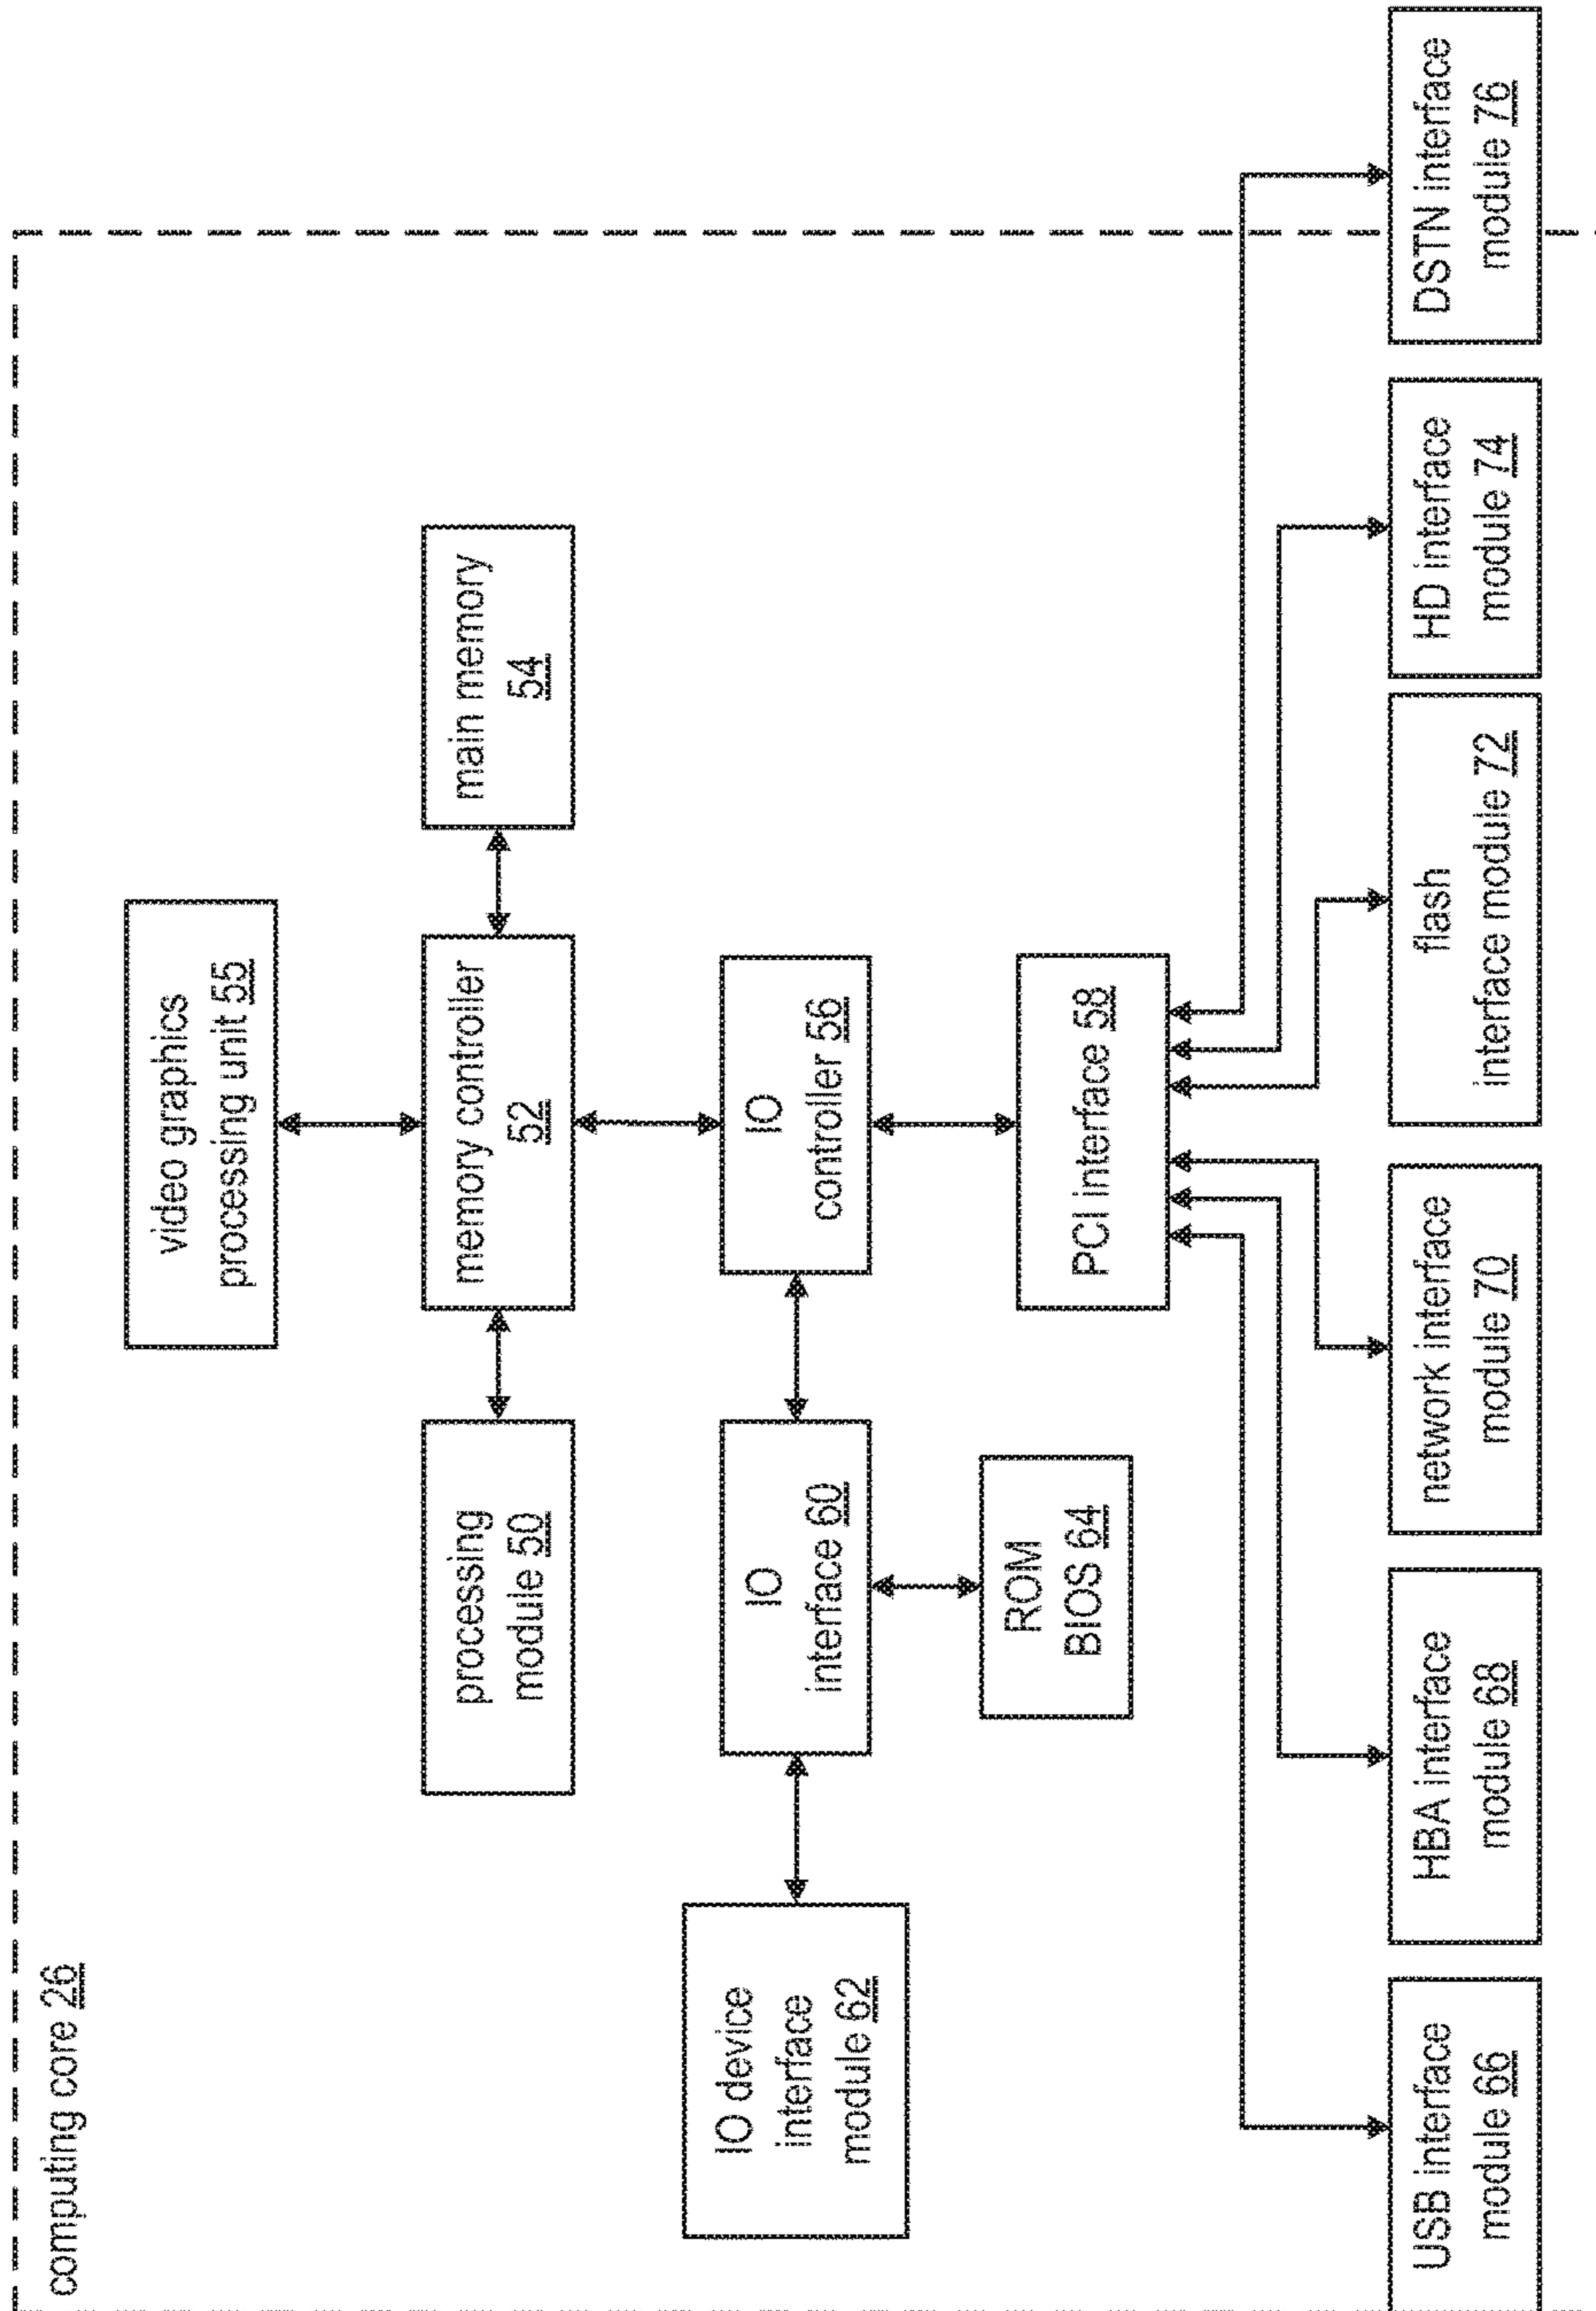 computing core 26
video graphics
processing unit 55
processing
module 50
memory controller
52
main memory
54
IO device
interface
module 62
IO
interface 60
IO
controller 56
ROM
BIOS 64
PCI interface 58
USB interface
module 66
HBA interface
module 68
network interface
module 70
flash
interface module 72
HD interface
module 74
DSTN interface
module 76